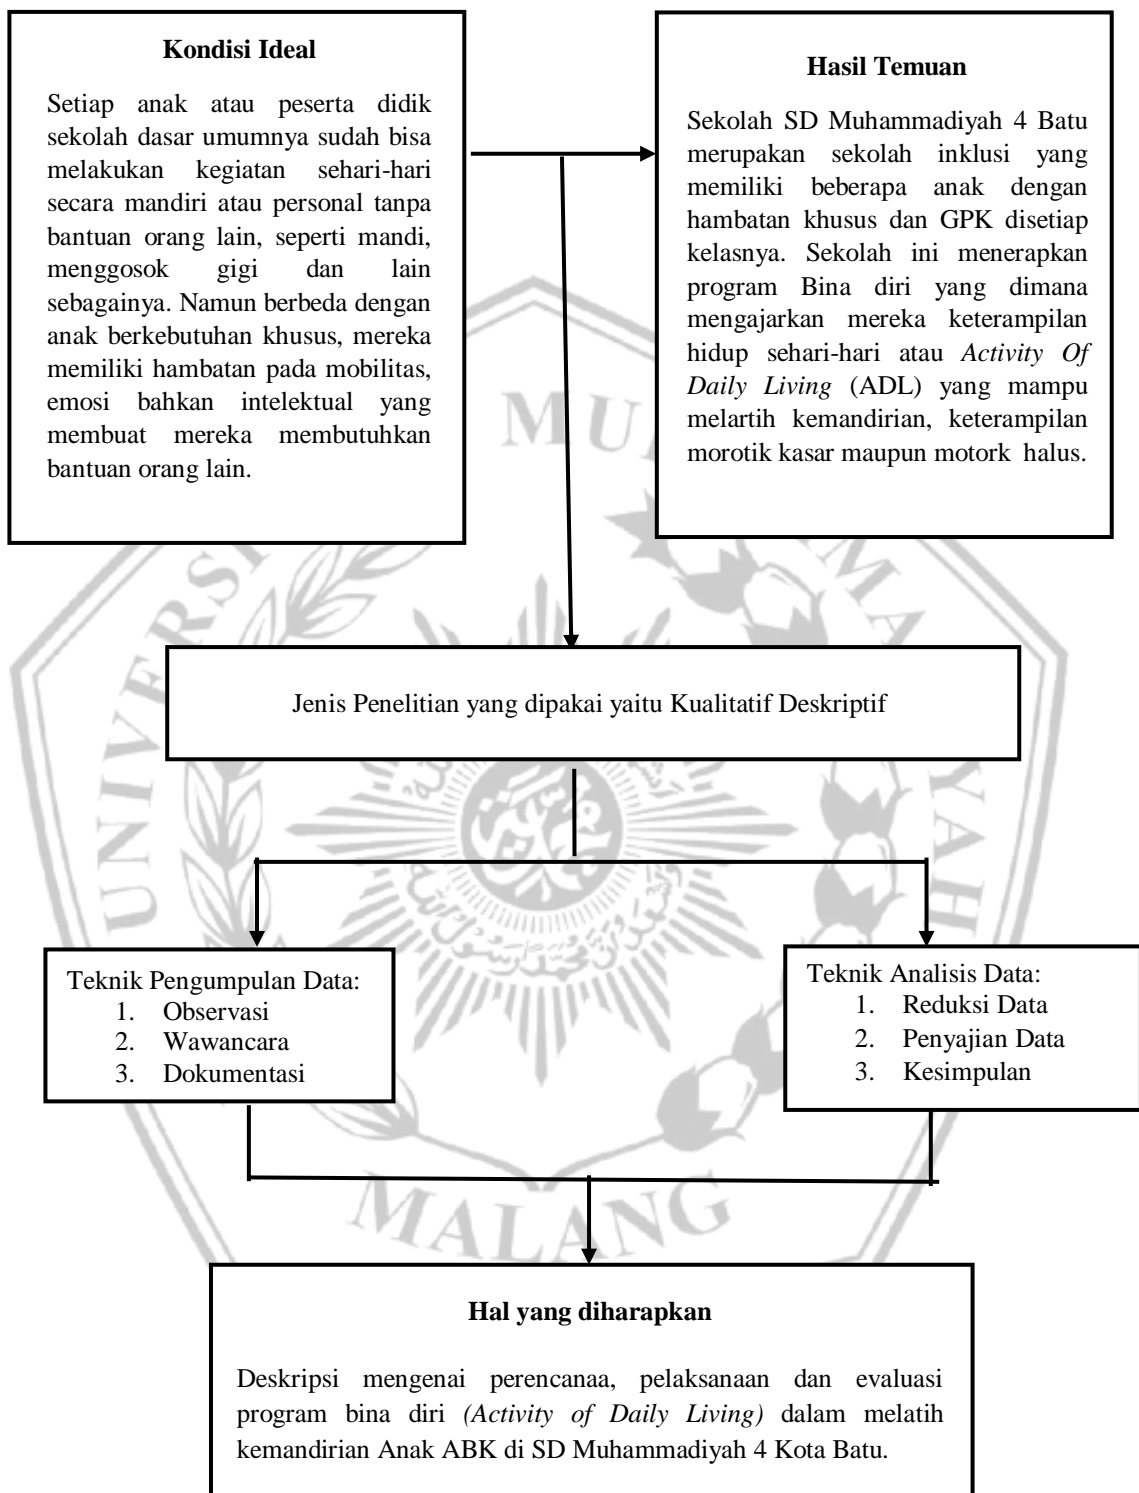 Kondisi Ideal
Setiap anak atau peserta didik
sekolah dasar umumnya sudah bisa
melakukan kegiatan sehari-hari
secara mandiri atau personal tanpa
bantuan orang lain, seperti mandi,
menggosok gigi dan lain
sebagainya. Namun berbeda dengan
anak berkebutuhan khusus, mereka
memiliki hambatan pada mobilitas,
emosi bahkan intelektual yang
membuat mereka membutuhkan
bantuan orang lain.
Hasil Temuan
Sekolah SD Muhammadiyah 4 Batu
merupakan sekolah inklusi yang
memiliki beberapa anak dengan
hambatan khusus dan GPK disetiap
kelasnya. Sekolah ini menerapkan
program Bina diri yang dimana
mengajarkan mereka keterampilan
hidup sehari-hari atau Activity Of
Daily Living (ADL) yang mampu
melartih kemandirian, keterampilan
morotik kasar maupun motork halus.
Jenis Penelitian yang dipakai yaitu Kualitatif Deskriptif
Teknik Pengumpulan Data:
1. Observasi
2. Wawancara
3. Dokumentasi
Teknik Analisis Data:
1. Reduksi Data
2. Penyajian Data
3. Kesimpulan
Hal yang diharapkan
Deskripsi mengenai perencanaa, pelaksanaan dan evaluasi
program bina diri (Activity of Daily Living) dalam melatih
kemandirian Anak ABK di SD Muhammadiyah 4 Kota Batu.
MALANG